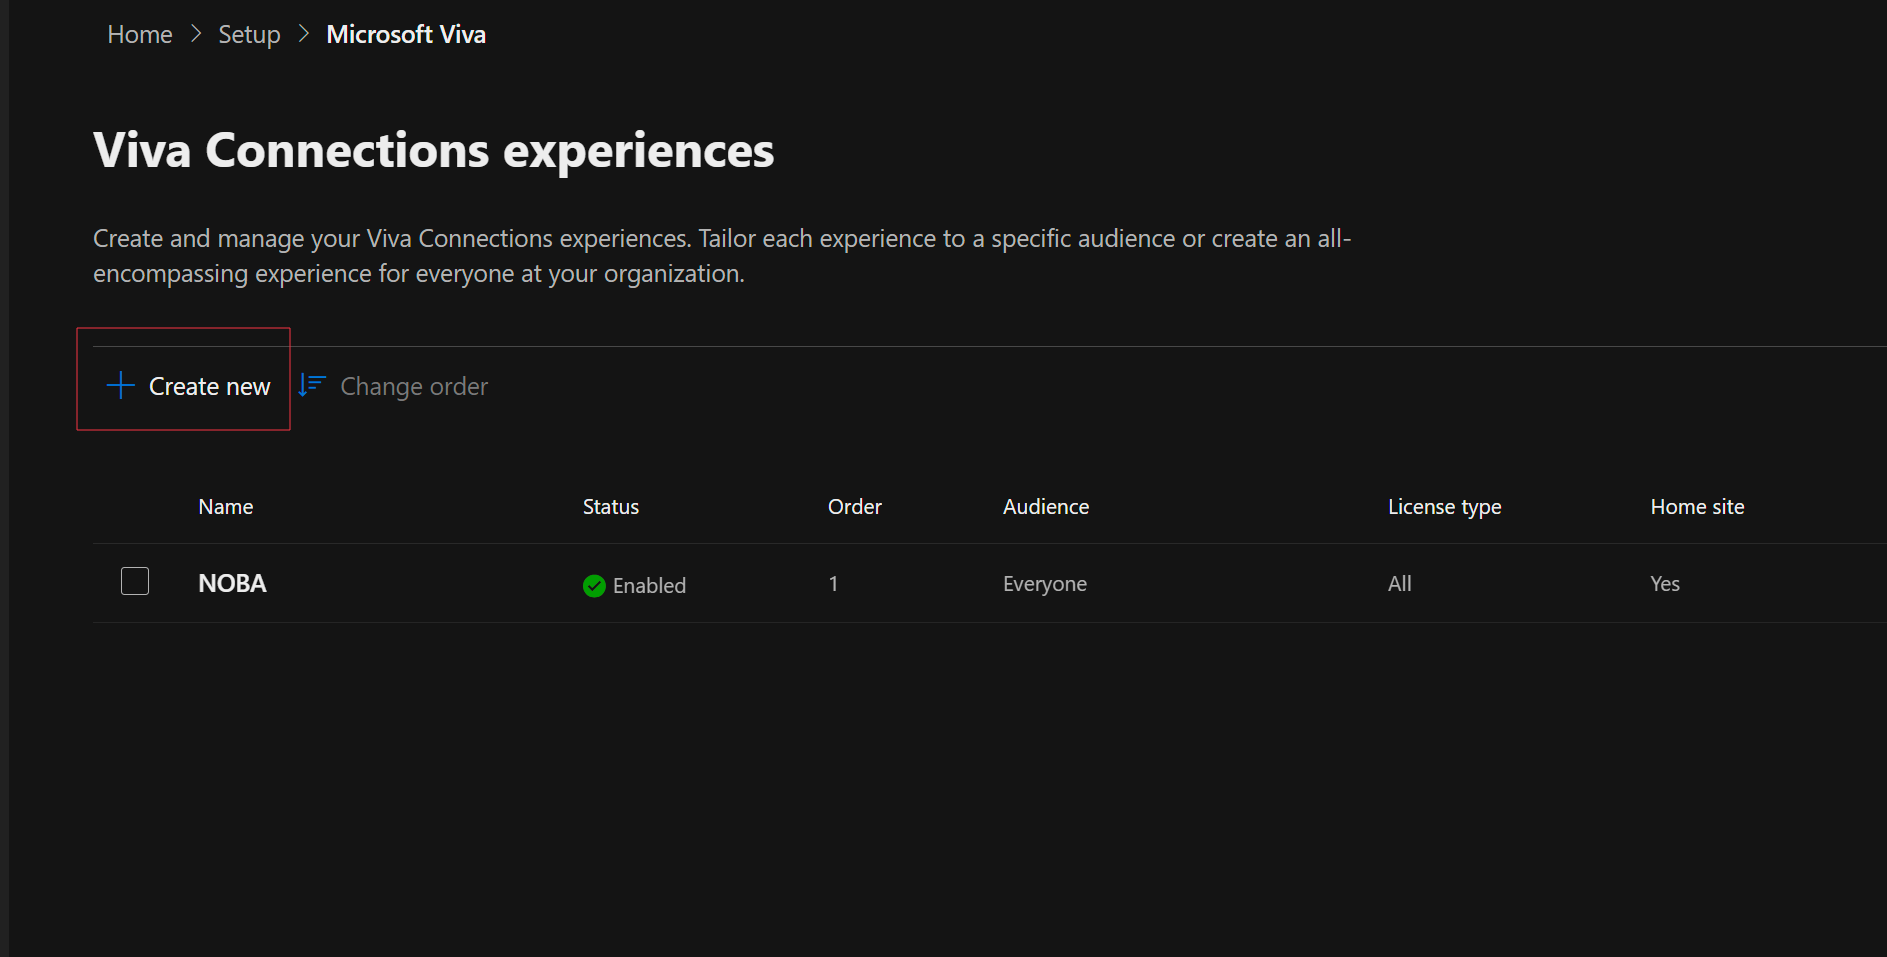 Home > Setup > Microsoft Viva
Viva Connections experiences
Create and manage your Viva Connections experiences. Tailor each experience to a specific audience or create an all-
encompassing experience for everyone at your organization.
Create new Change order
Name Status Order Audience License type Home site
NOBA Enabled 1 Everyone All Yes